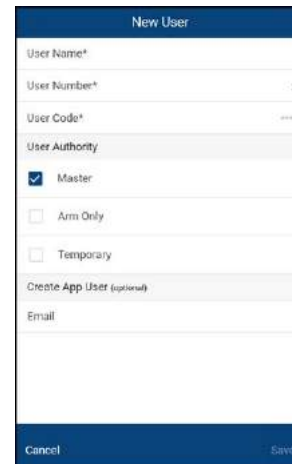 New User
User Name*
User Number*
User Code*
User Authority
Master
Arm Only
Temporary
Create App User (optional)
Email
Cancel
Save